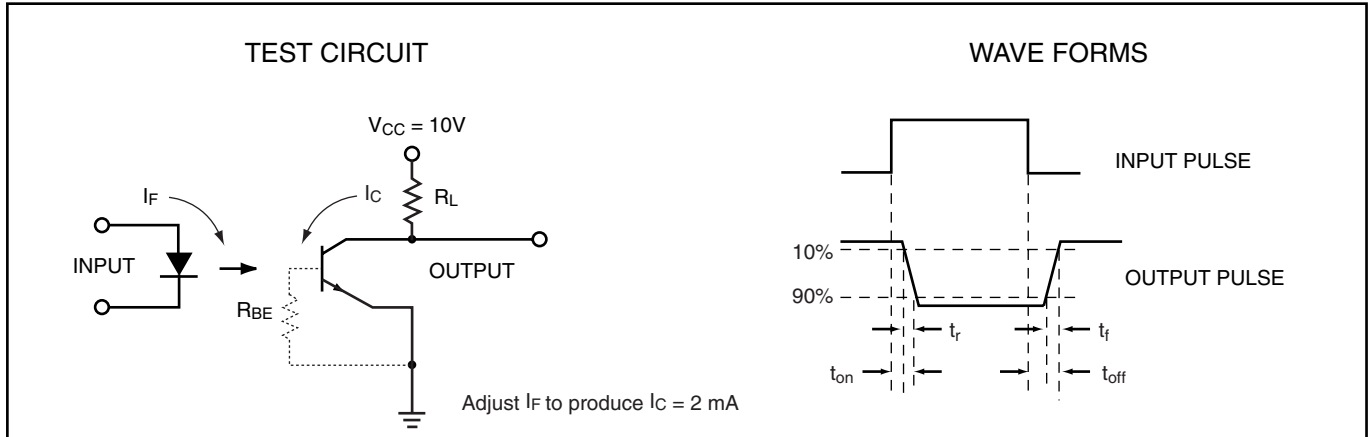 TEST CIRCUIT
WAVE FORMS
VCC = 10V
INPUT PULSE
IF
IC
RL
INPUT
OUTPUT
10%
OUTPUT PULSE
RBE
90%
tr
tf
ton
toff
Adjust IF to produce IC = 2 mA